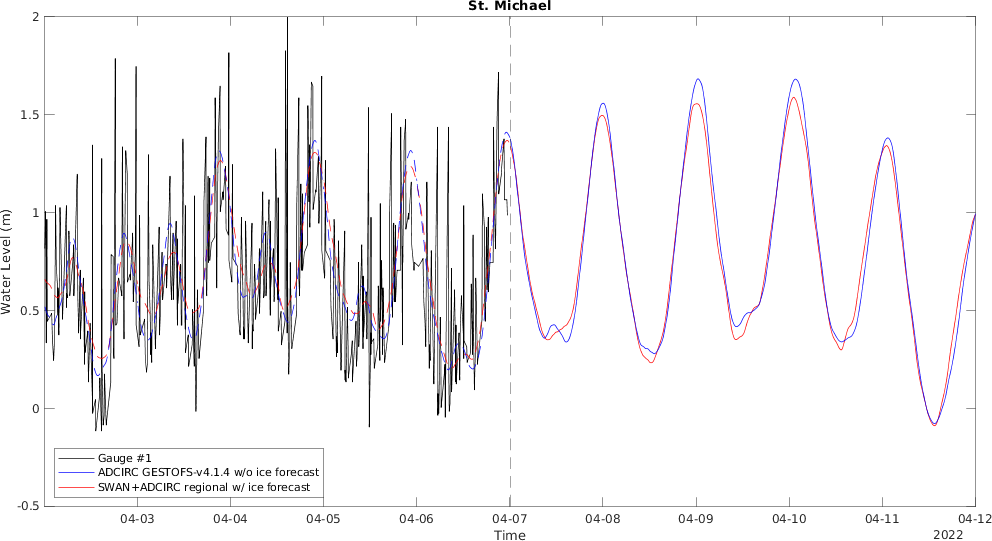 St. Michael
2
1.5
1
0.5
0
-0.5
Water Level (m)
Gauge #1
ADCIRC GESTOFS-v4.1.4 w/o ice forecast
SWAN+ADCIRC regional w/ ice forecast
04-03 04-04 04-05 04-06 04-07 04-08 04-09 04-10 04-11 04-12
Time
2022